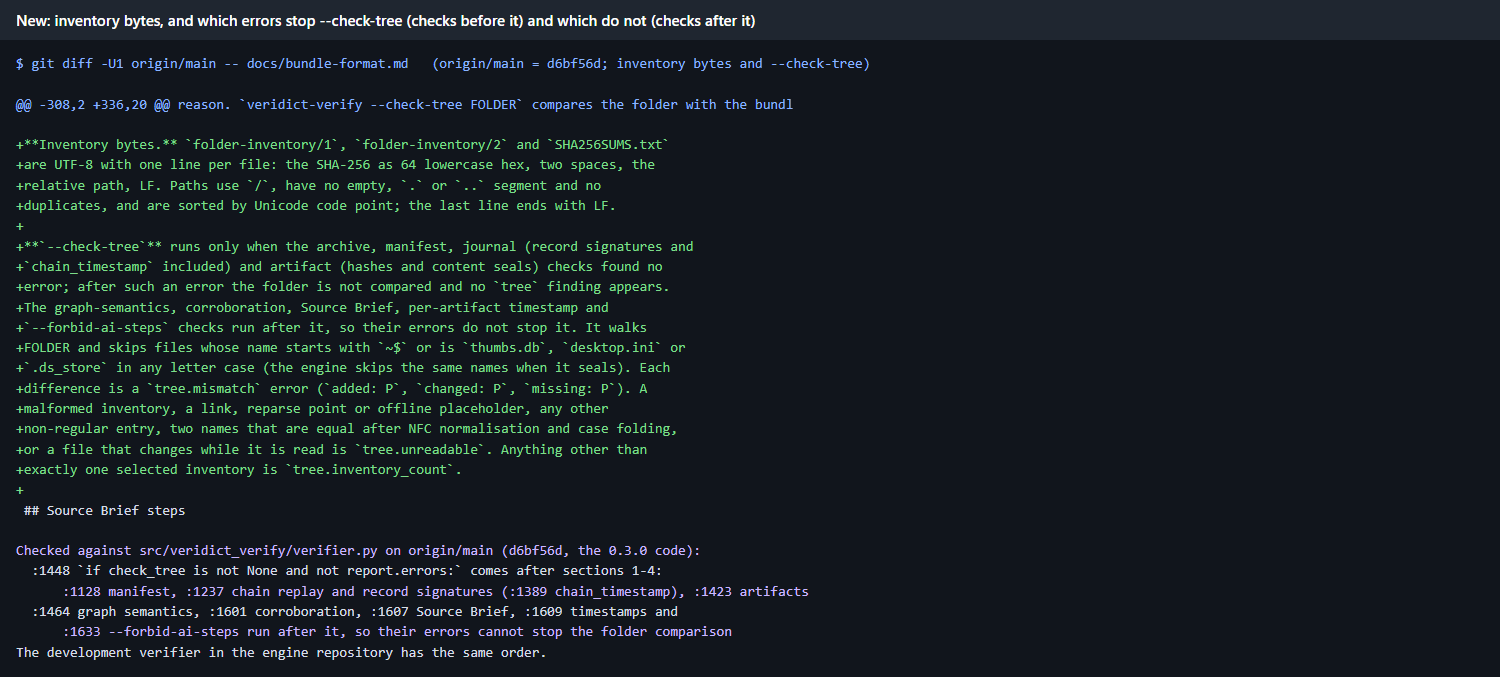 New: inventory bytes, and which errors stop --check-tree (checks before it) and which do not (checks after it)
$ git diff -U1 origin/main -- docs/bundle-format.md   (origin/main = d6bf56d; inventory bytes and --check-tree)
@@ -308,2 +336,20 @@ reason. `veridict-verify --check-tree FOLDER` compares the folder with the bundl
+**Inventory bytes.** `folder-inventory/1`, `folder-inventory/2` and `SHA256SUMS.txt`
+are UTF-8 with one line per file: the SHA-256 as 64 lowercase hex, two spaces, the
+relative path, LF. Paths use `/`, have no empty, `.` or `..` segment and no
+duplicates, and are sorted by Unicode code point; the last line ends with LF.
+
+**`--check-tree`** runs only when the archive, manifest, journal (record signatures and
+`chain_timestamp` included) and artifact (hashes and content seals) checks found no
+error; after such an error the folder is not compared and no `tree` finding appears.
+The graph-semantics, corroboration, Source Brief, per-artifact timestamp and
+`--forbid-ai-steps` checks run after it, so their errors do not stop it. It walks
+FOLDER and skips files whose name starts with `~$` or is `thumbs.db`, `desktop.ini` or
+`.ds_store` in any letter case (the engine skips the same names when it seals). Each
+difference is a `tree.mismatch` error (`added: P`, `changed: P`, `missing: P`). A
+malformed inventory, a link, reparse point or offline placeholder, any other
+non-regular entry, two names that are equal after NFC normalisation and case folding,
+or a file that changes while it is read is `tree.unreadable`. Anything other than
+exactly one selected inventory is `tree.inventory_count`.
+
 ## Source Brief steps
Checked against src/veridict_verify/verifier.py on origin/main (d6bf56d, the 0.3.0 code):
  :1448 `if check_tree is not None and not report.errors:` comes after sections 1-4:
      :1128 manifest, :1237 chain replay and record signatures (:1389 chain_timestamp), :1423 artifacts
  :1464 graph semantics, :1601 corroboration, :1607 Source Brief, :1609 timestamps and
      :1633 --forbid-ai-steps run after it, so their errors cannot stop the folder comparison
The development verifier in the engine repository has the same order.